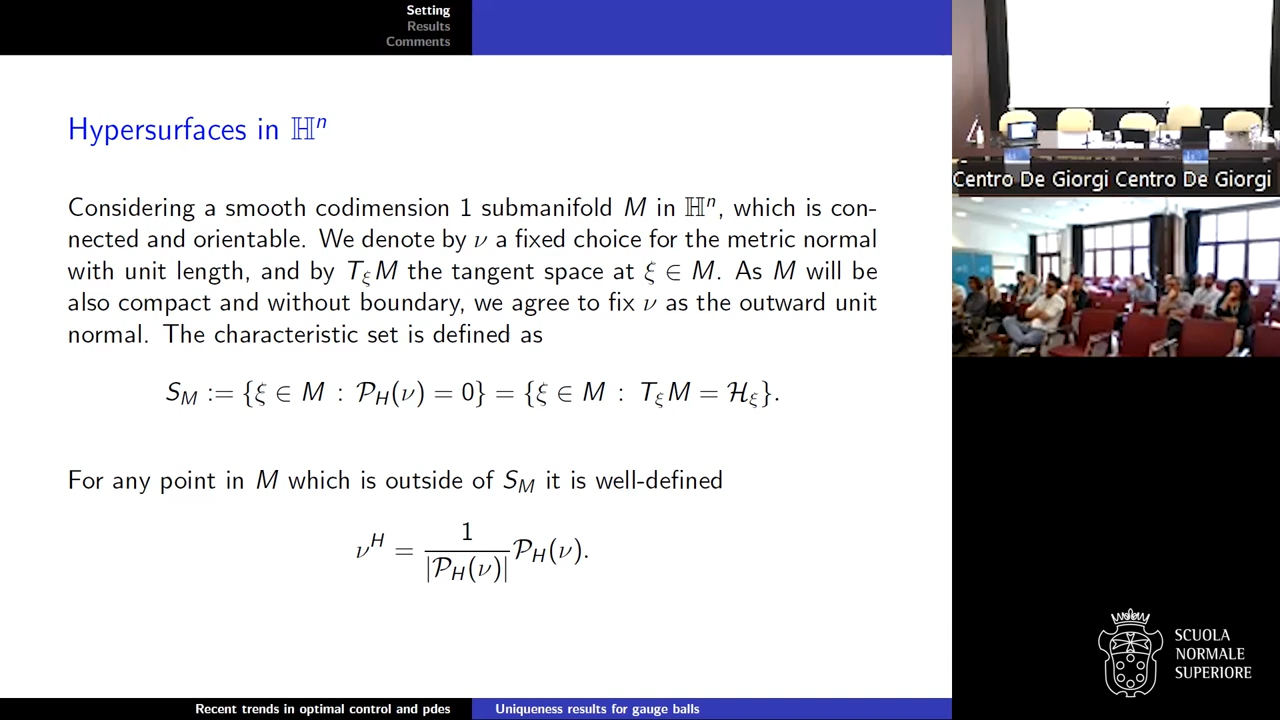 Setting
Results
Comments
Hypersurfaces in ℍⁿ
Considering a smooth codimension 1 submanifold M in ℍⁿ, which is con-
nected and orientable. We denote by ν a fixed choice for the metric normal
with unit length, and by T_ξM the tangent space at ξ ∈ M. As M will be
also compact and without boundary, we agree to fix ν as the outward unit
normal. The characteristic set is defined as
S_M := {ξ ∈ M : 𝒫_H(ν) = 0} = {ξ ∈ M : T_ξM = ℋ_ξ}.
For any point in M which is outside of S_M it is well-defined
ν^H = 1/|𝒫_H(ν)| 𝒫_H(ν).
Recent trends in optimal control and pdes
Uniqueness results for gauge balls
Centro De Giorgi Centro De Giorgi
SCUOLA
NORMALE
SUPERIORE